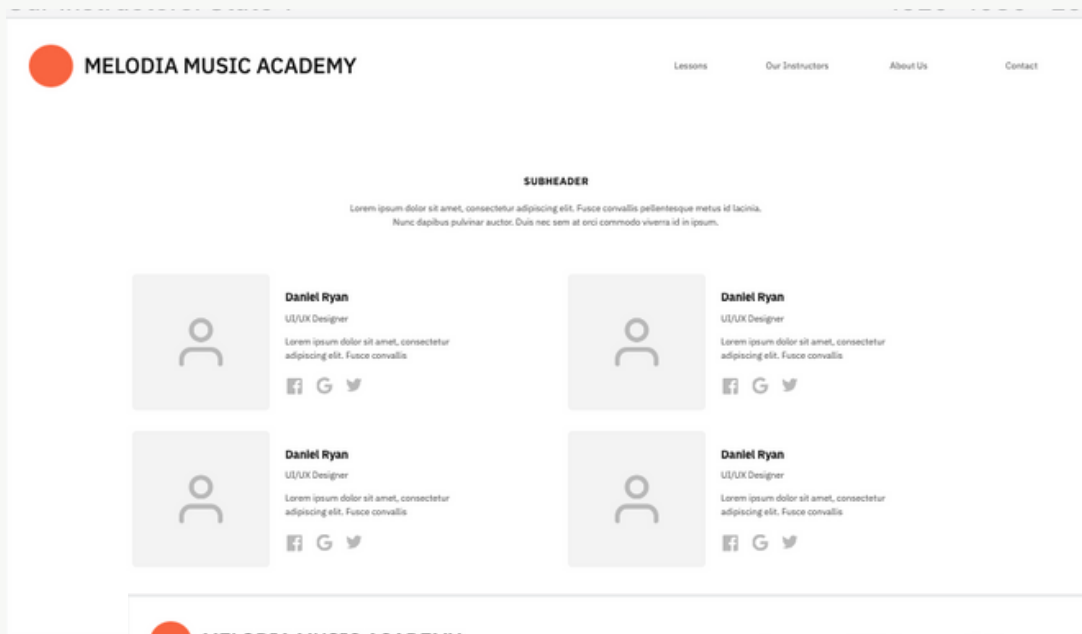 MELODIA MUSIC ACADEMY
Lessons
Our Instructors
About Us
Contact
SUBHEADER
Lorem ipsum dolor sit amet, consectetur adipiscing elit. Fusce convallis pellentesque metus id lacinia.
Nunc dapibus pulvinar auctor. Duis nec sem at orci commodo viverra id in ipsum.
Daniel Ryan
UI/UX Designer
Lorem ipsum dolor sit amet, consectetur
adipiscing elit. Fusce convallis
Daniel Ryan
UI/UX Designer
Lorem ipsum dolor sit amet, consectetur
adipiscing elit. Fusce convallis
Daniel Ryan
UI/UX Designer
Lorem ipsum dolor sit amet, consectetur
adipiscing elit. Fusce convallis
Daniel Ryan
UI/UX Designer
Lorem ipsum dolor sit amet, consectetur
adipiscing elit. Fusce convallis
MELODIA MUSIC ACADEMY